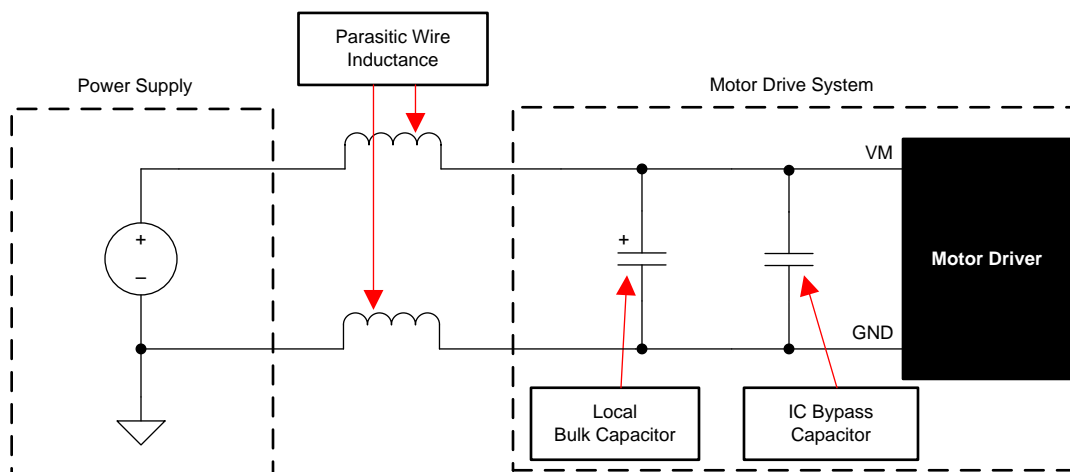 Parasitic Wire
Inductance
Power Supply
Motor Drive System
VM
+
+
–
Motor Driver
GND
Local
Bulk Capacitor
IC Bypass
Capacitor